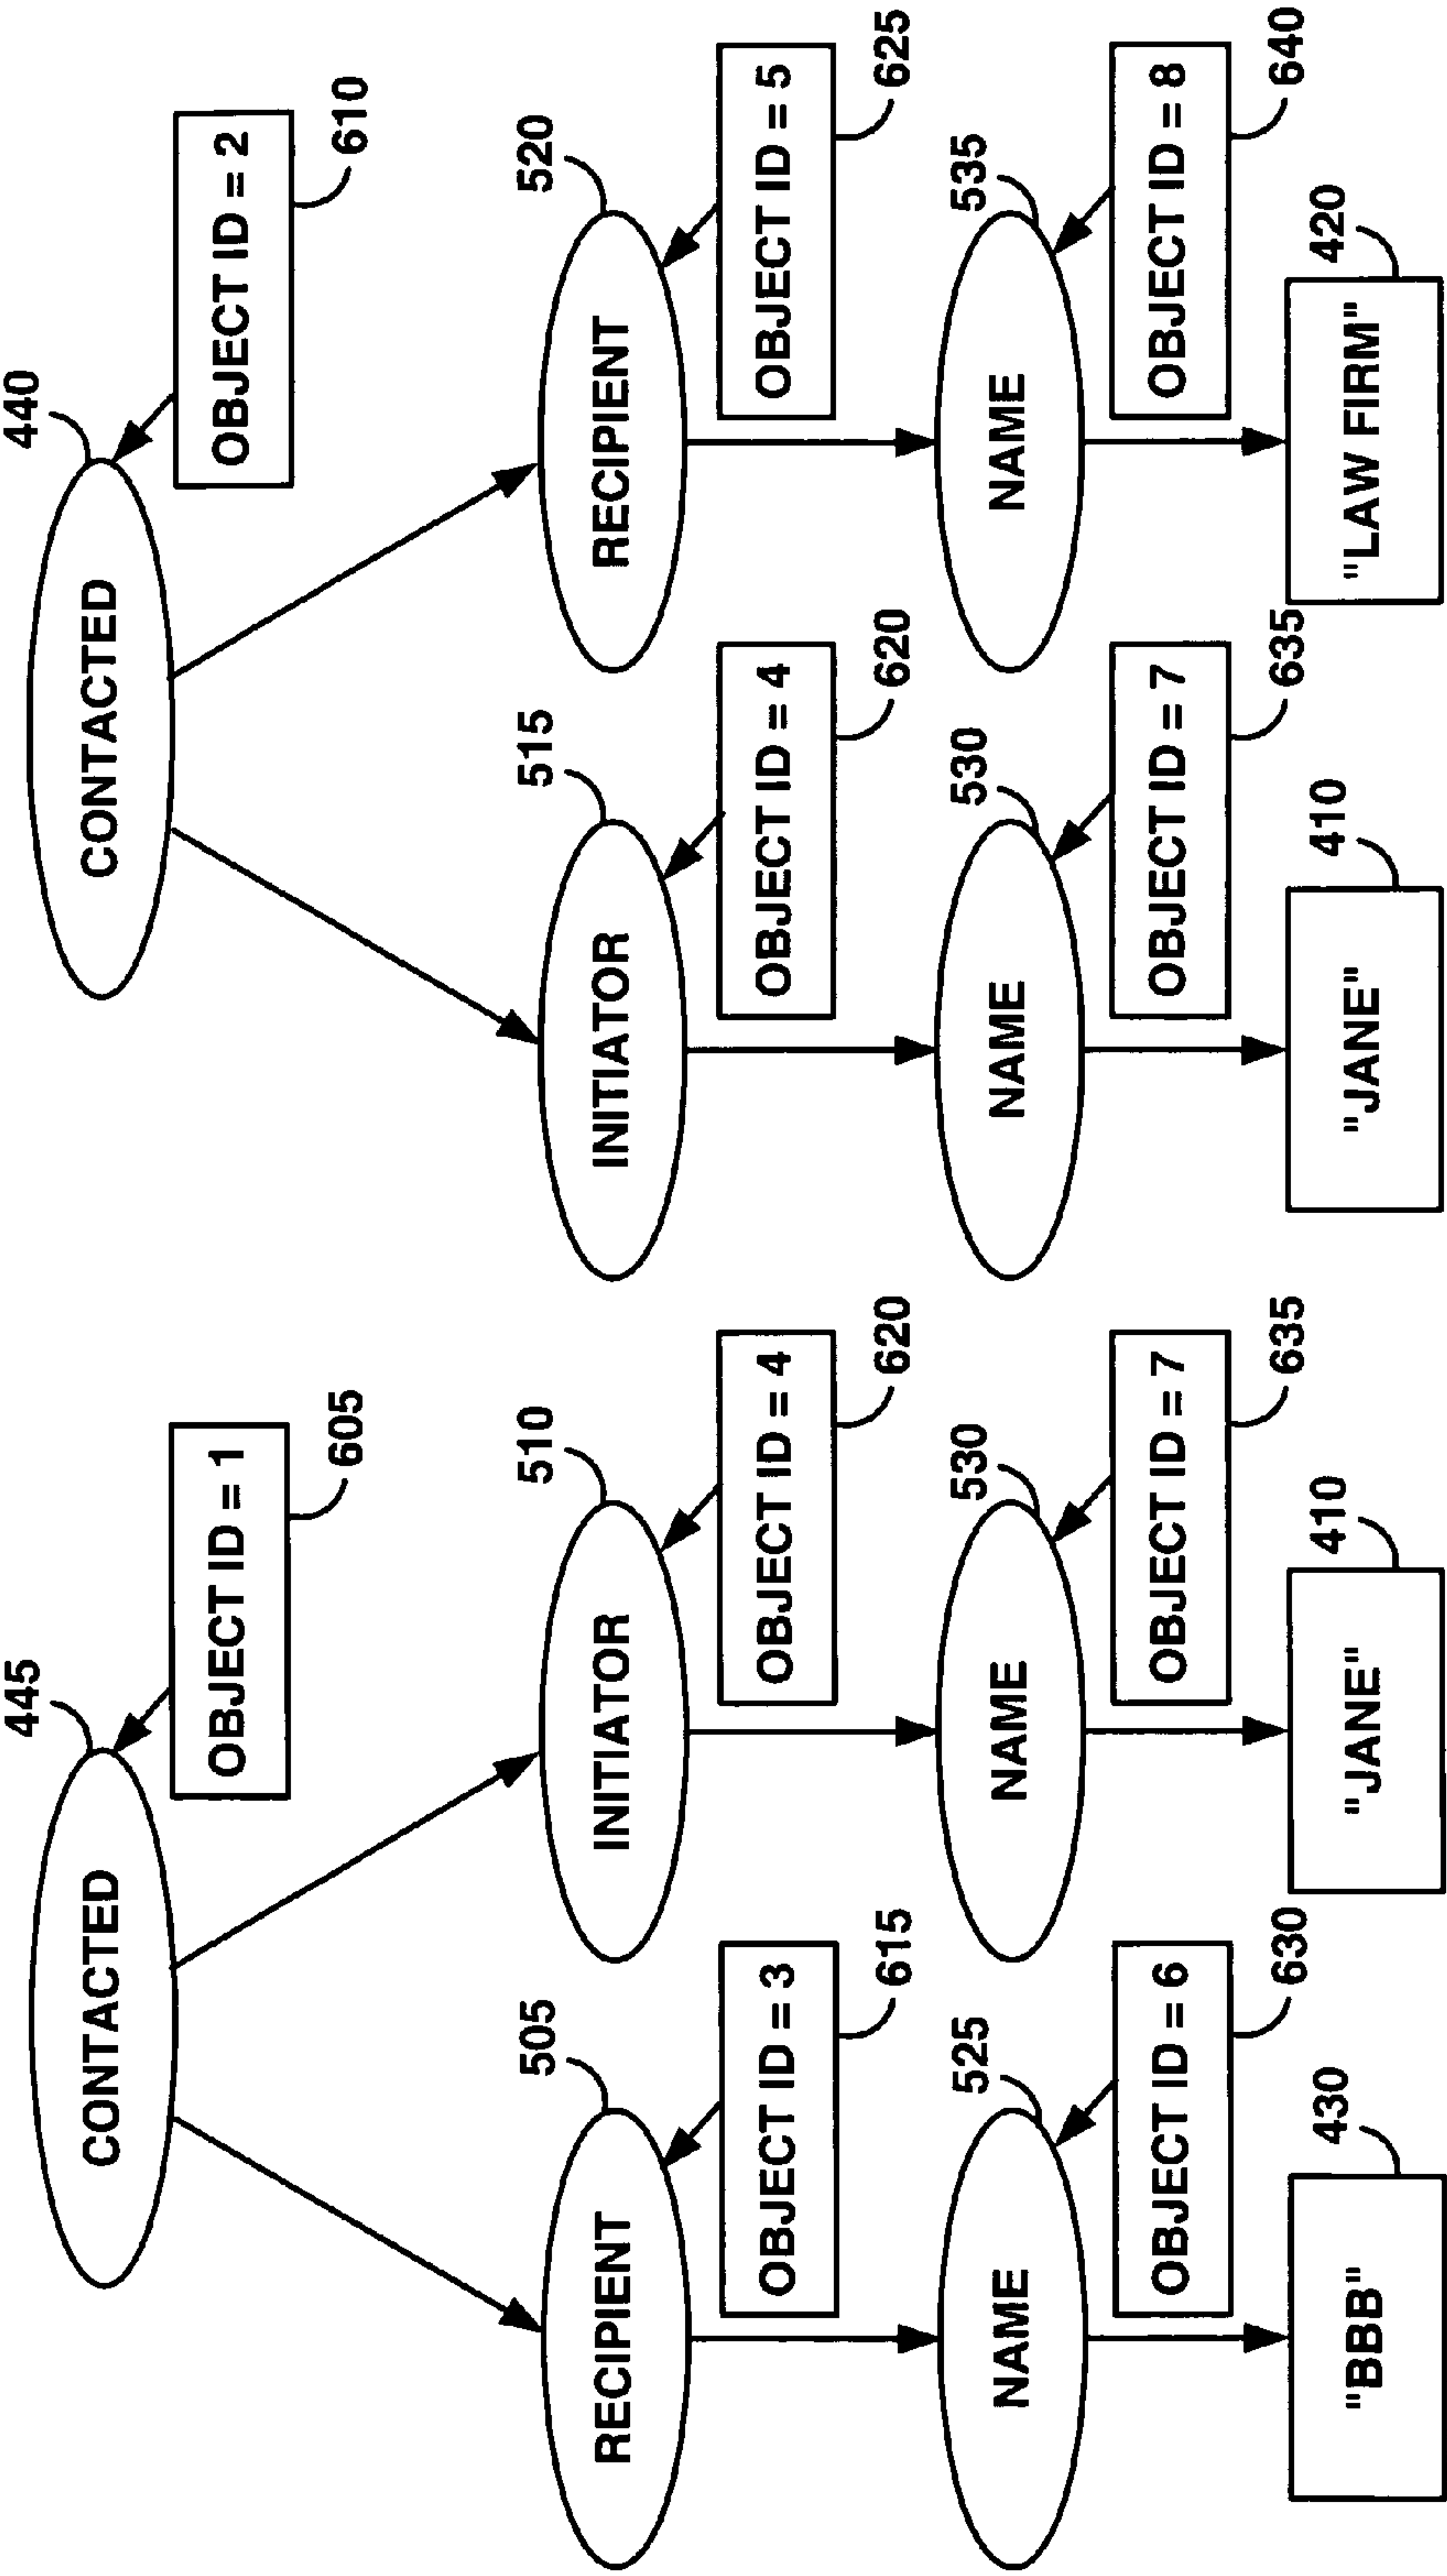 445
CONTACTED
OBJECT ID = 1
605
440
CONTACTED
OBJECT ID = 2
610
505
RECIPIENT
OBJECT ID = 3
615
510
INITIATOR
OBJECT ID = 4
620
515
INITIATOR
OBJECT ID = 4
620
520
RECIPIENT
OBJECT ID = 5
625
525
NAME
OBJECT ID = 6
630
530
NAME
OBJECT ID = 7
635
530
NAME
OBJECT ID = 7
635
535
NAME
OBJECT ID = 8
640
430
"BBB"
410
"JANE"
410
"JANE"
420
"LAW FIRM"